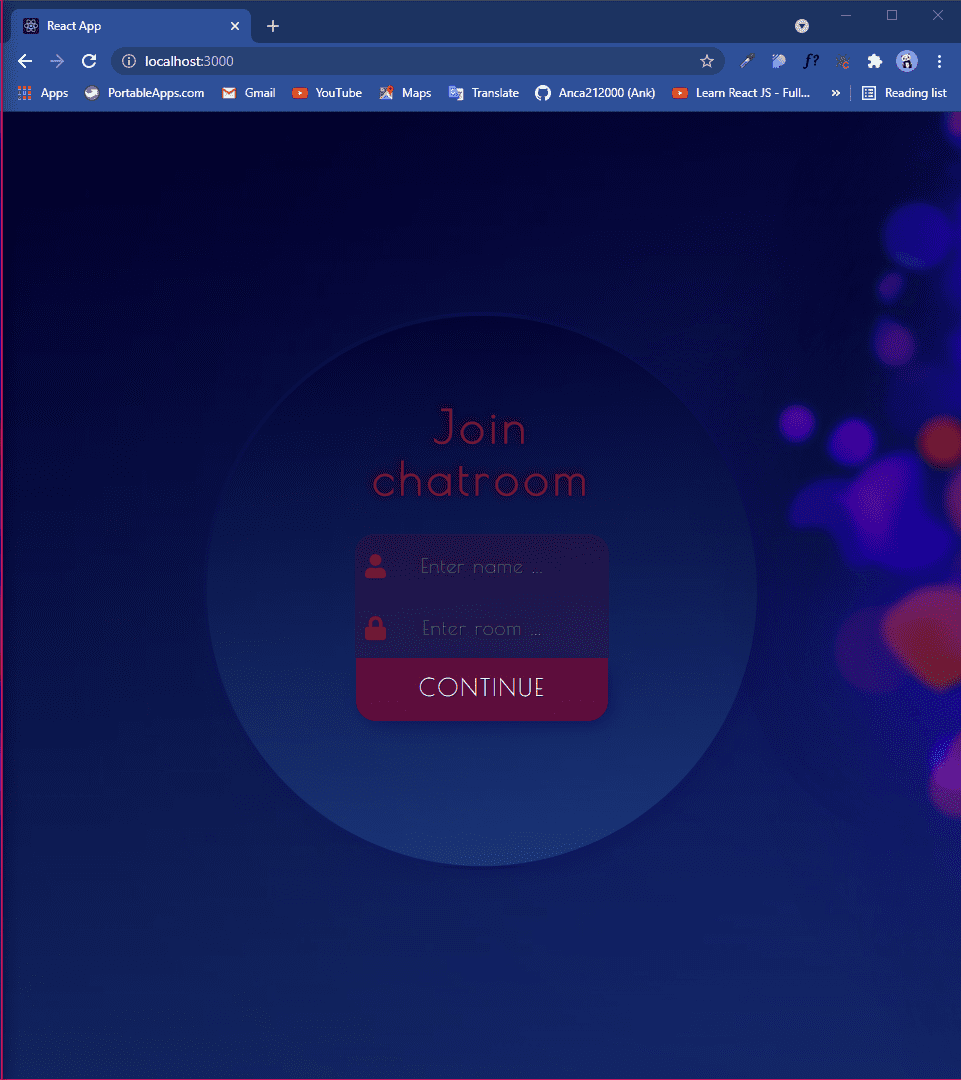 React App
localhost:3000
f?
Apps PortableApps.com Gmail YouTube Maps Translate Anca212000 (Ank) Learn React JS - Full... » Reading list
Join
chatroom
Enter name ...
Enter room ...
CONTINUE